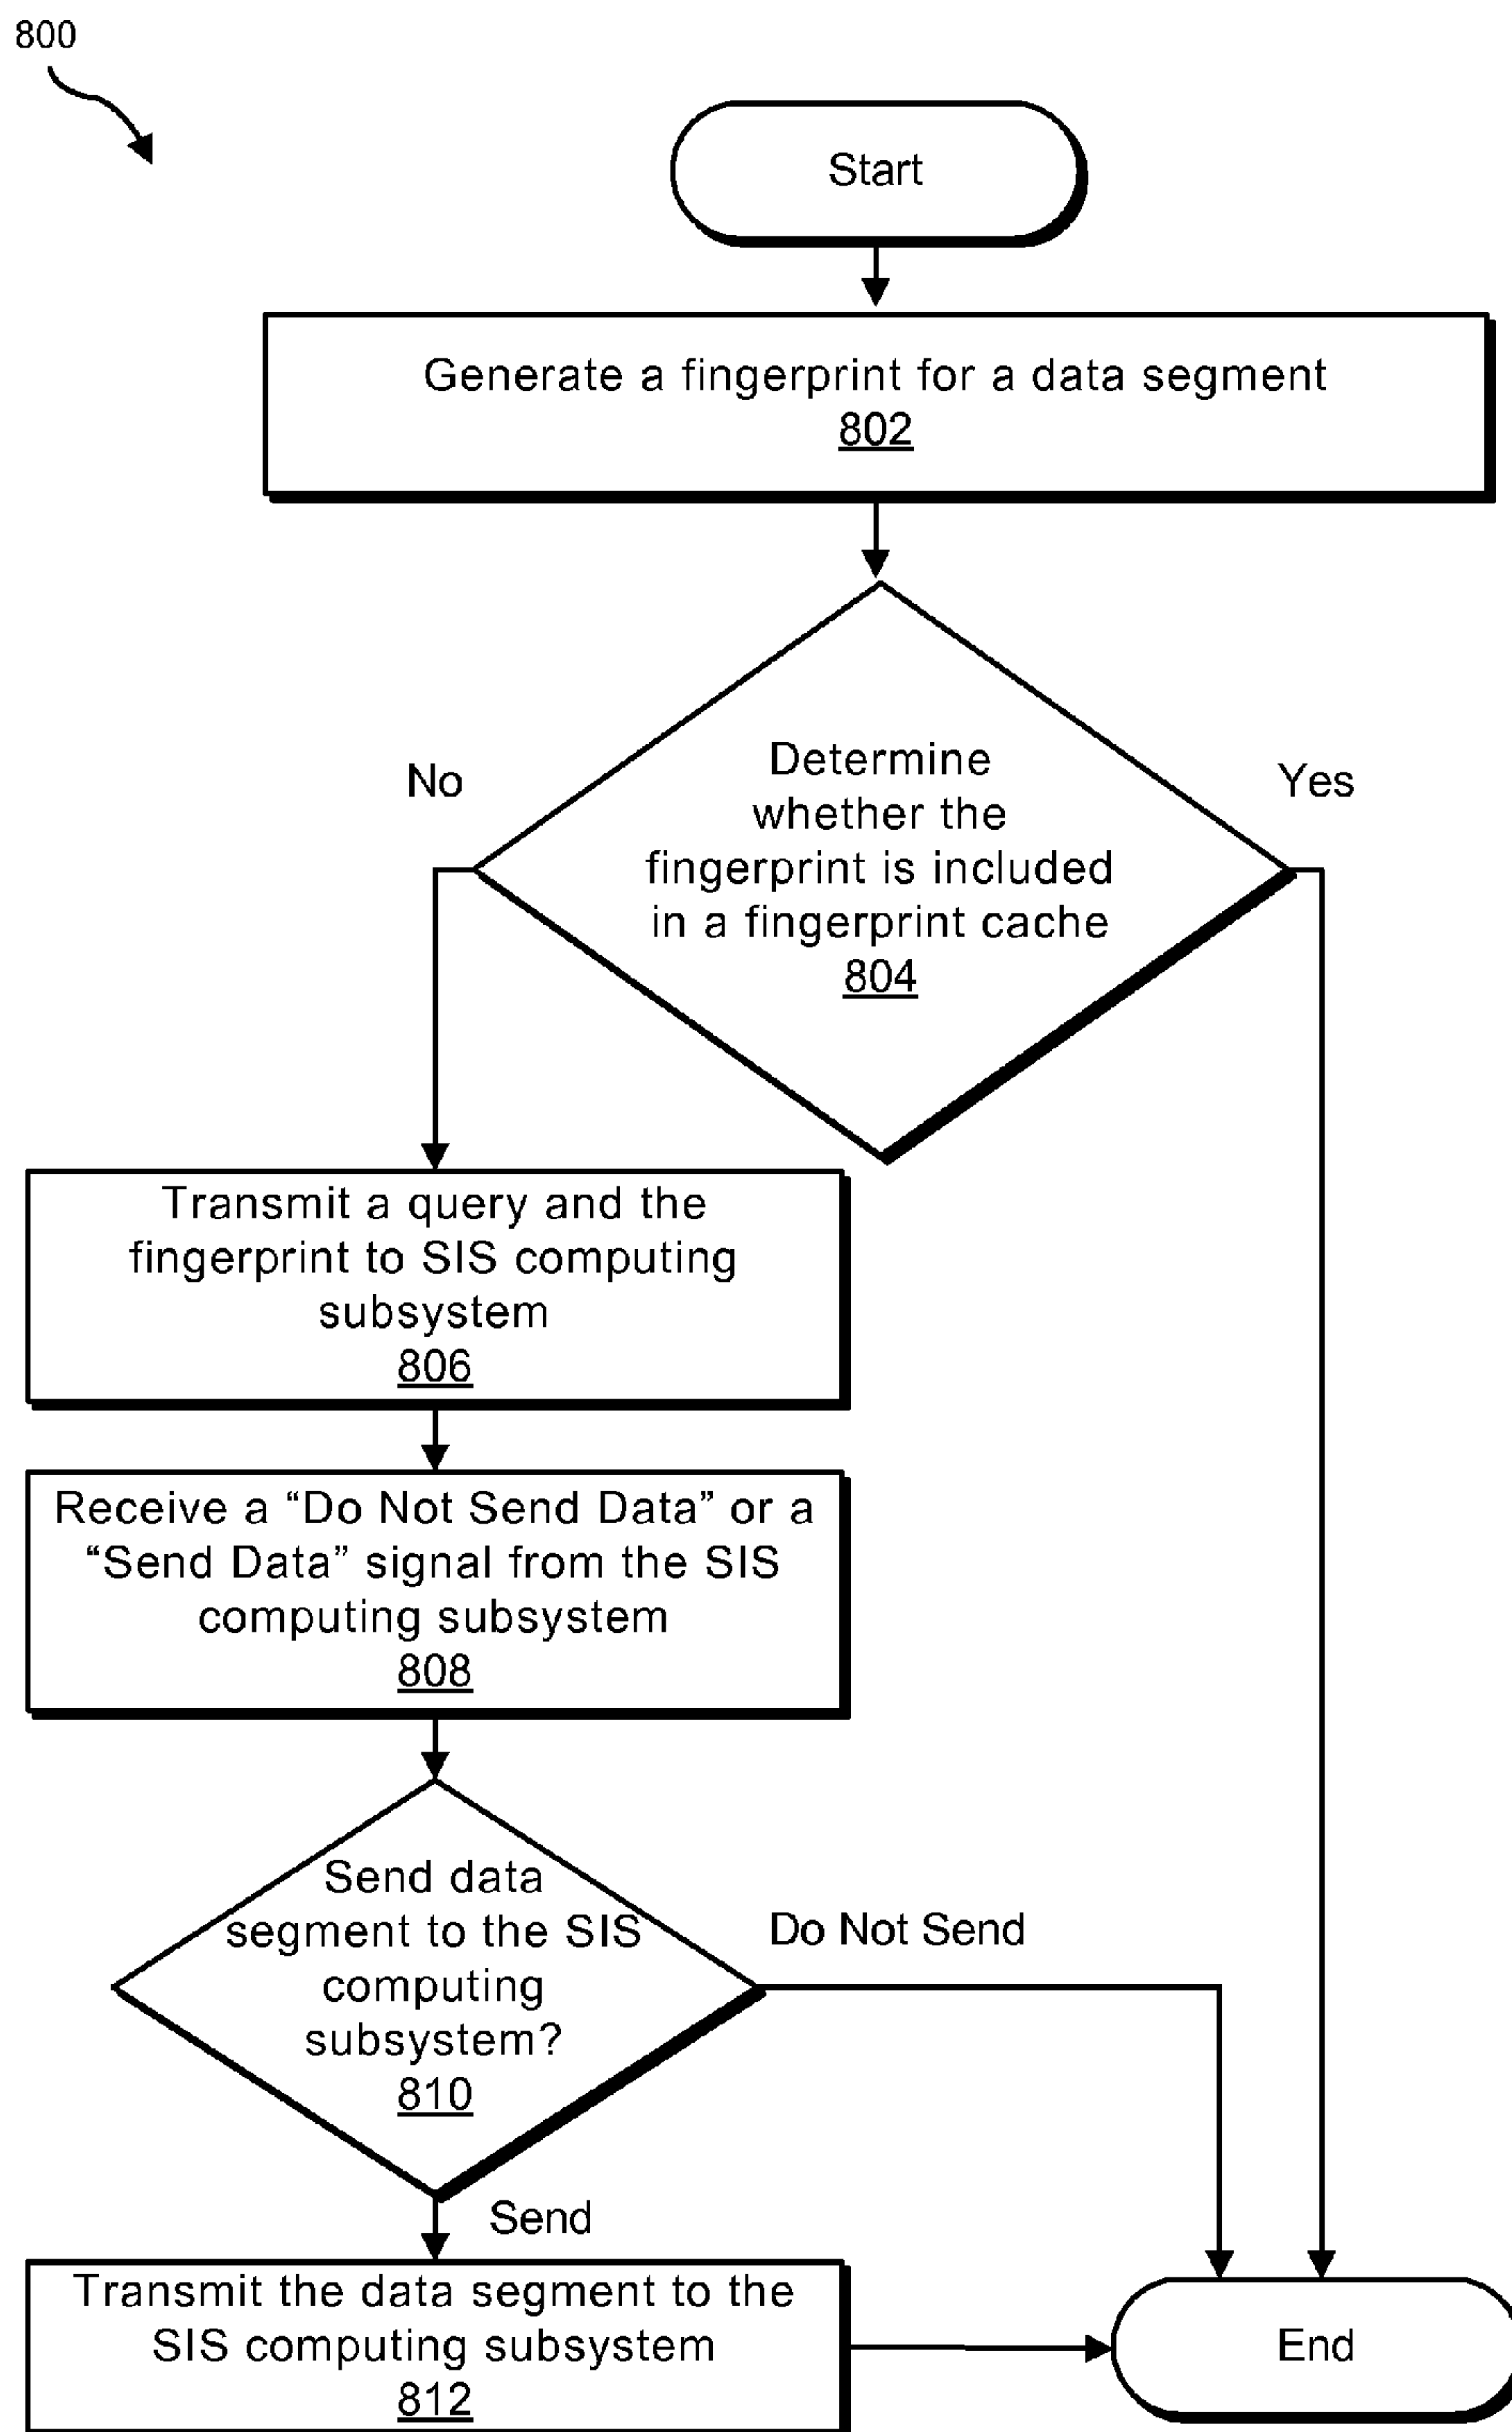 800
Start
Generate a fingerprint for a data segment
802
Determine
whether the
fingerprint is included
in a fingerprint cache
804
No
Yes
Transmit a query and the
fingerprint to SIS computing
subsystem
806
Receive a “Do Not Send Data” or a
“Send Data” signal from the SIS
computing subsystem
808
Send data
segment to the SIS
computing
subsystem?
810
Do Not Send
Send
Transmit the data segment to the
SIS computing subsystem
812
End